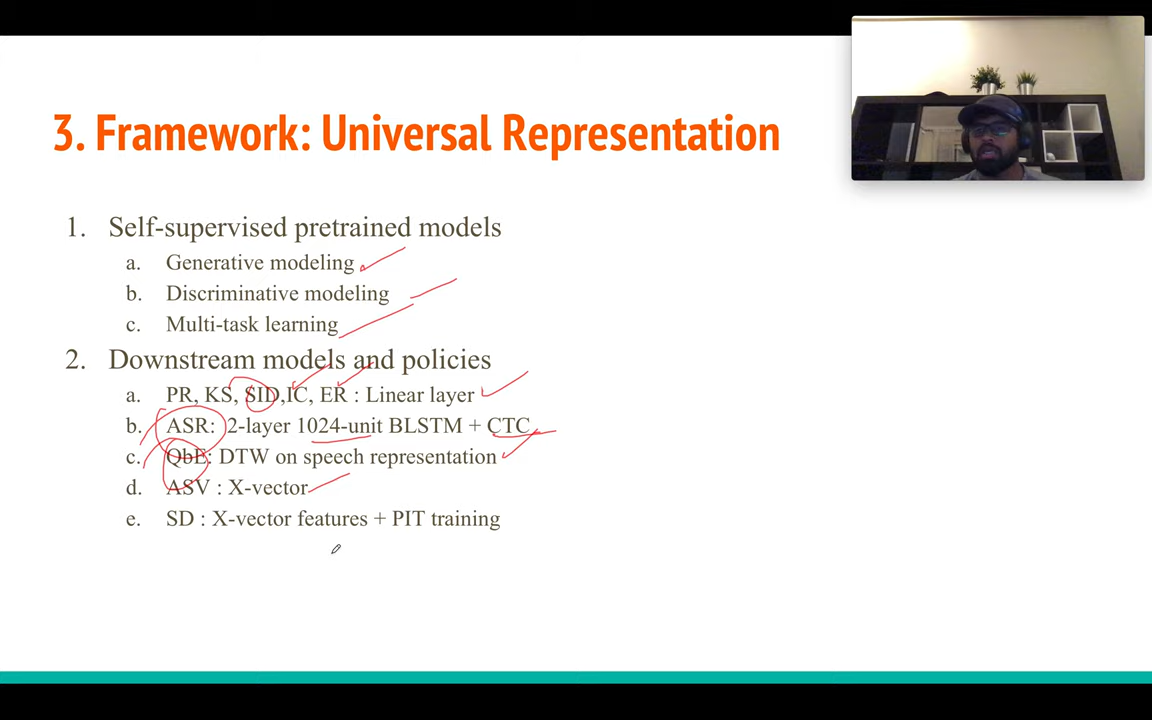 3. Framework: Universal Representation
1. Self-supervised pretrained models
a. Generative modeling
b. Discriminative modeling
c. Multi-task learning
2. Downstream models and policies
a. PR, KS, SID,IC, ER : Linear layer
b. ASR: 2-layer 1024-unit BLSTM + CTC
c. QbE: DTW on speech representation
d. ASV : X-vector
e. SD : X-vector features + PIT training